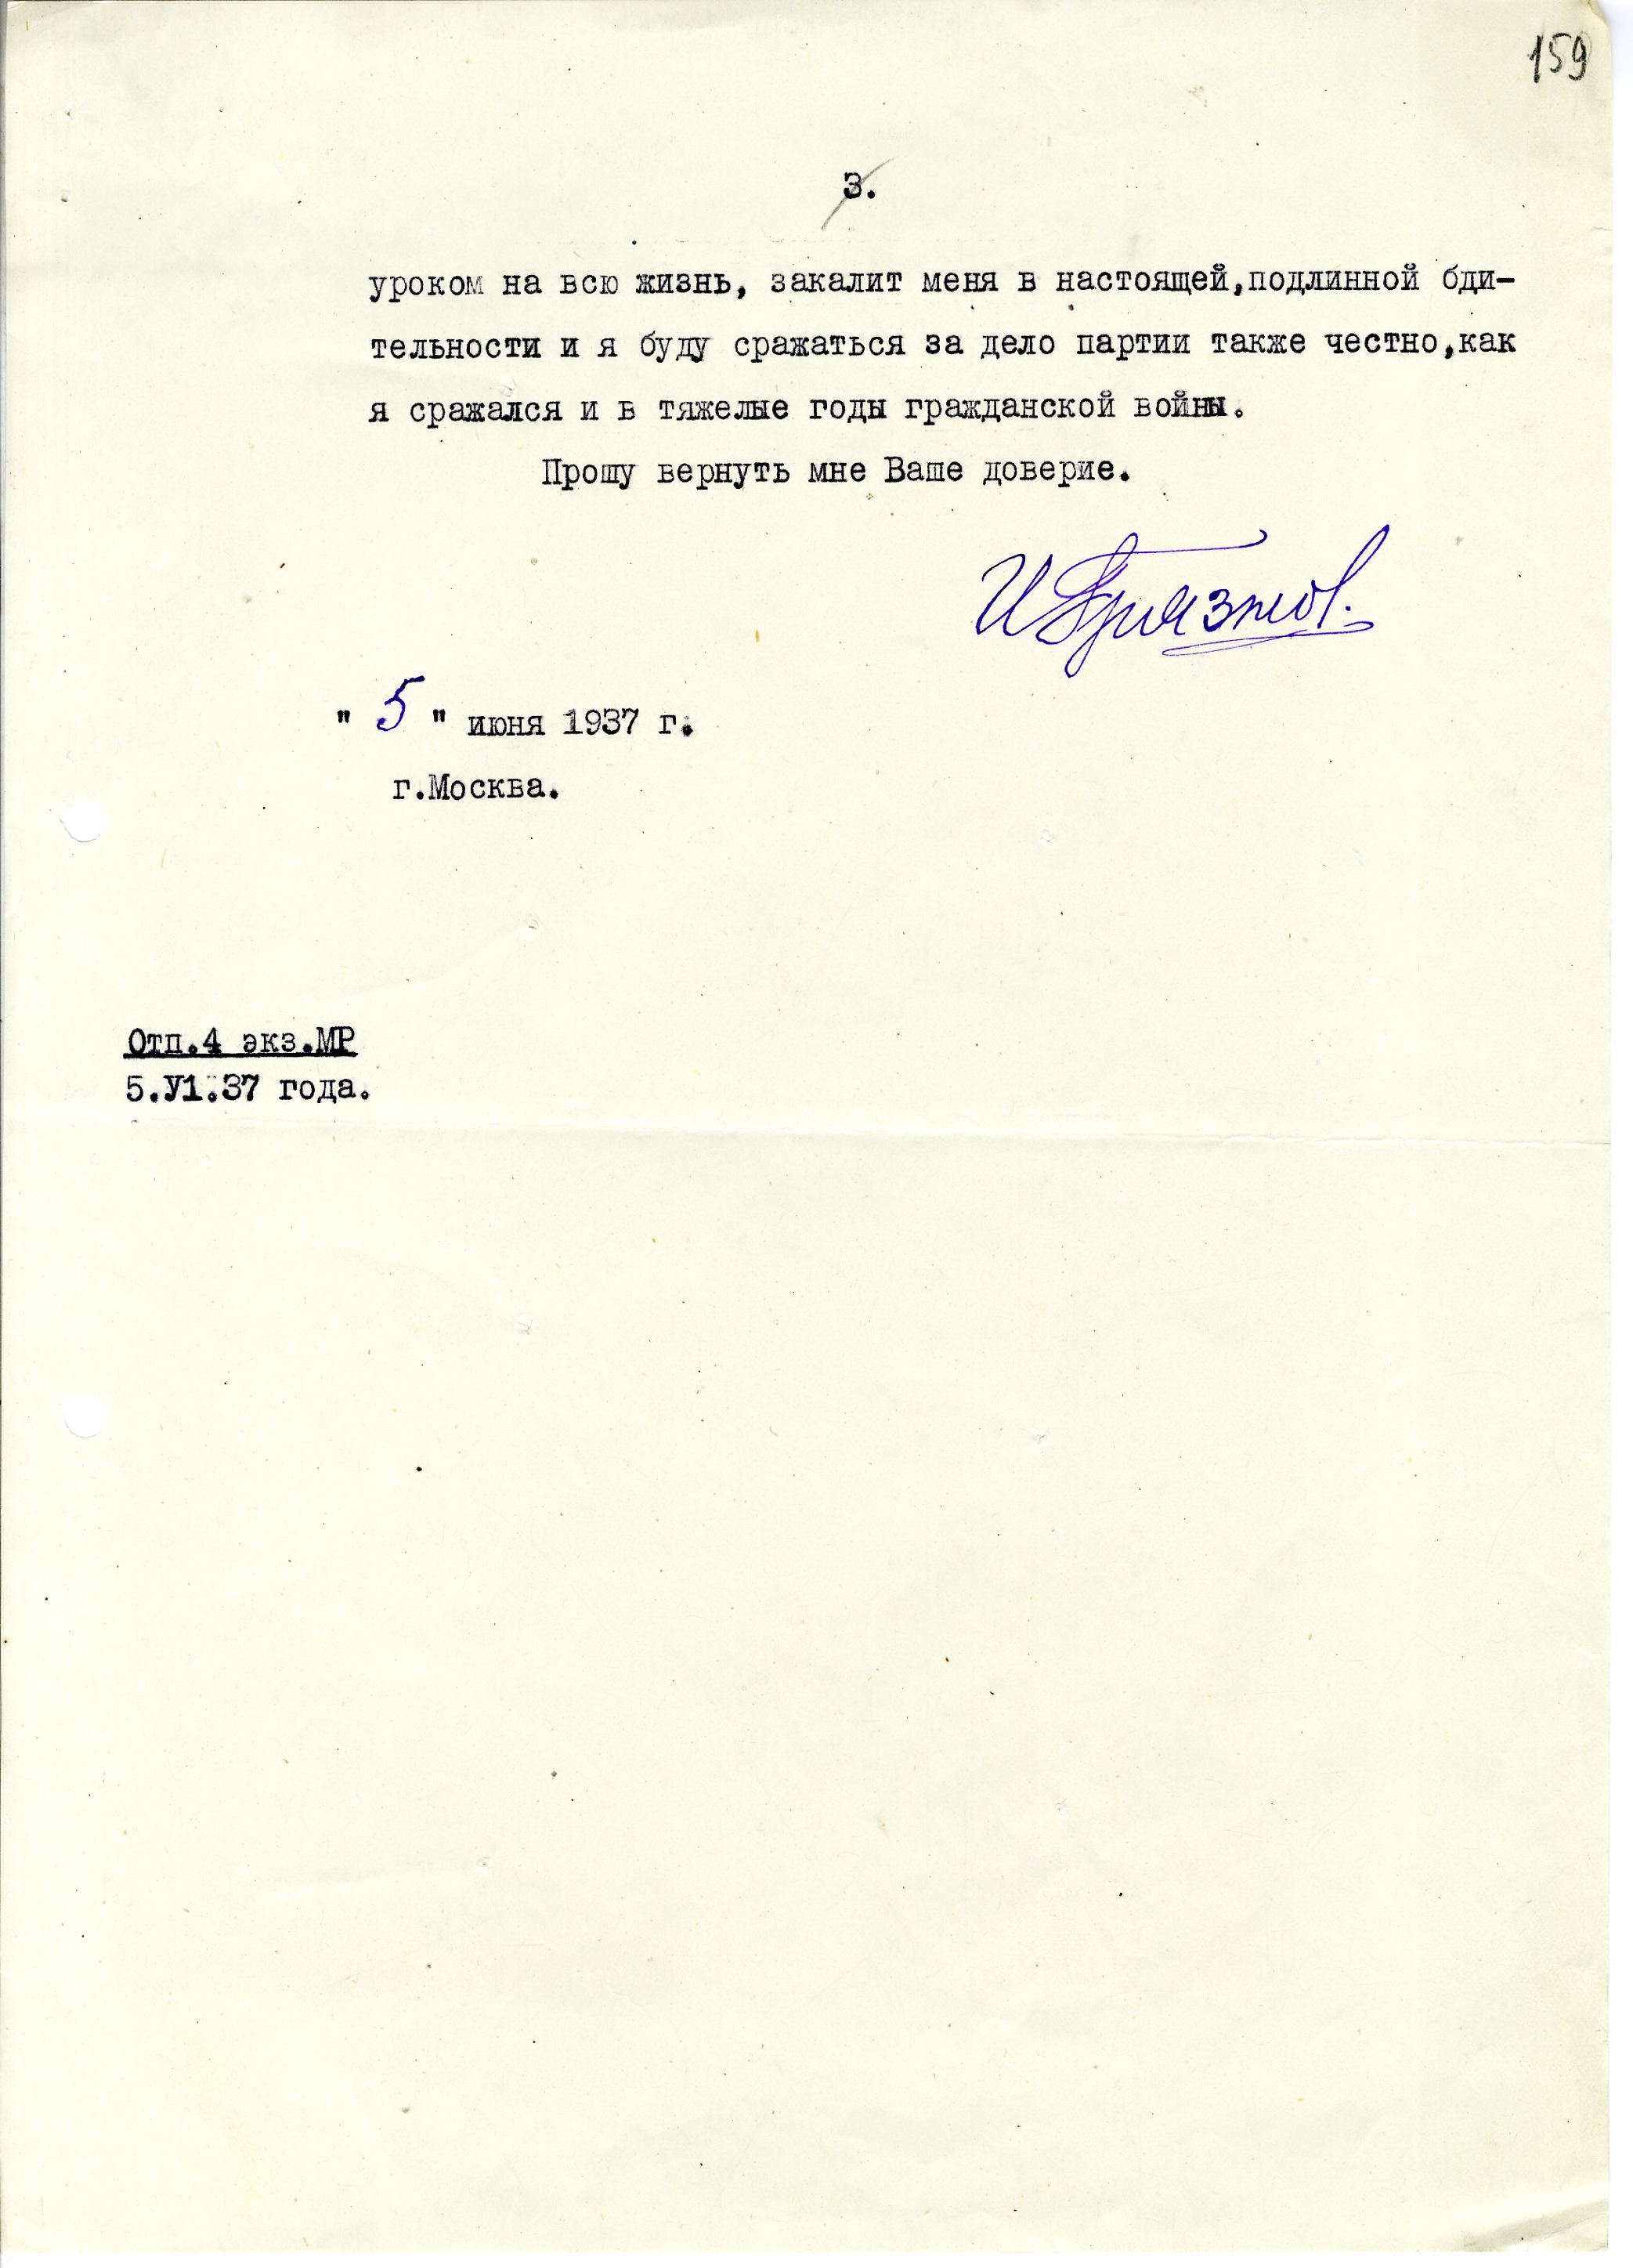 159
3.
уроком на всю жизнь, закалит меня в настоящей,подлинной бди-
тельности и я буду сражаться за дело партии также честно,как
я сражался и в тяжелые годы гражданской войны.
Прошу вернуть мне Ваше доверие.
И Грязнов.
" 5 " июня 1937 г.
г.Москва.
Отп.4 экз.МР
5.У1.37 года.